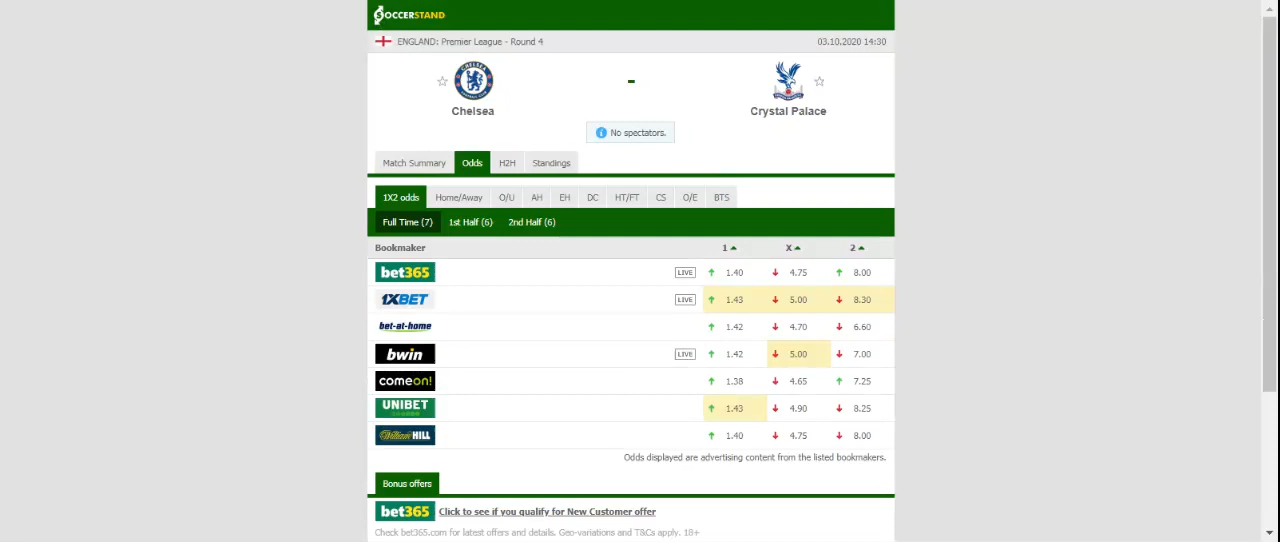 SOCCERSTAND
ENGLAND: Premier League - Round 4 03.10.2020 14:30
-
Chelsea Crystal Palace
No spectators.
Match Summary Odds H2H Standings
1X2 odds Home/Away O/U AH EH DC HT/FT CS O/E BTS
Full Time (7) 1st Half (6) 2nd Half (6)
Bookmaker 1 X 2
bet365 LIVE 1.40 4.75 8.00
1XBET LIVE 1.43 5.00 8.30
bet-at-home 1.42 4.70 6.60
bwin LIVE 1.42 5.00 7.00
comeon! 1.38 4.65 7.25
UNIBET 1.43 4.90 8.25
William HILL 1.40 4.75 8.00
Odds displayed are advertising content from the listed bookmakers.
Bonus offers
bet365 Click to see if you qualify for New Customer offer
Check bet365.com for latest offers and details. Geo-variations and T&Cs apply. 18+